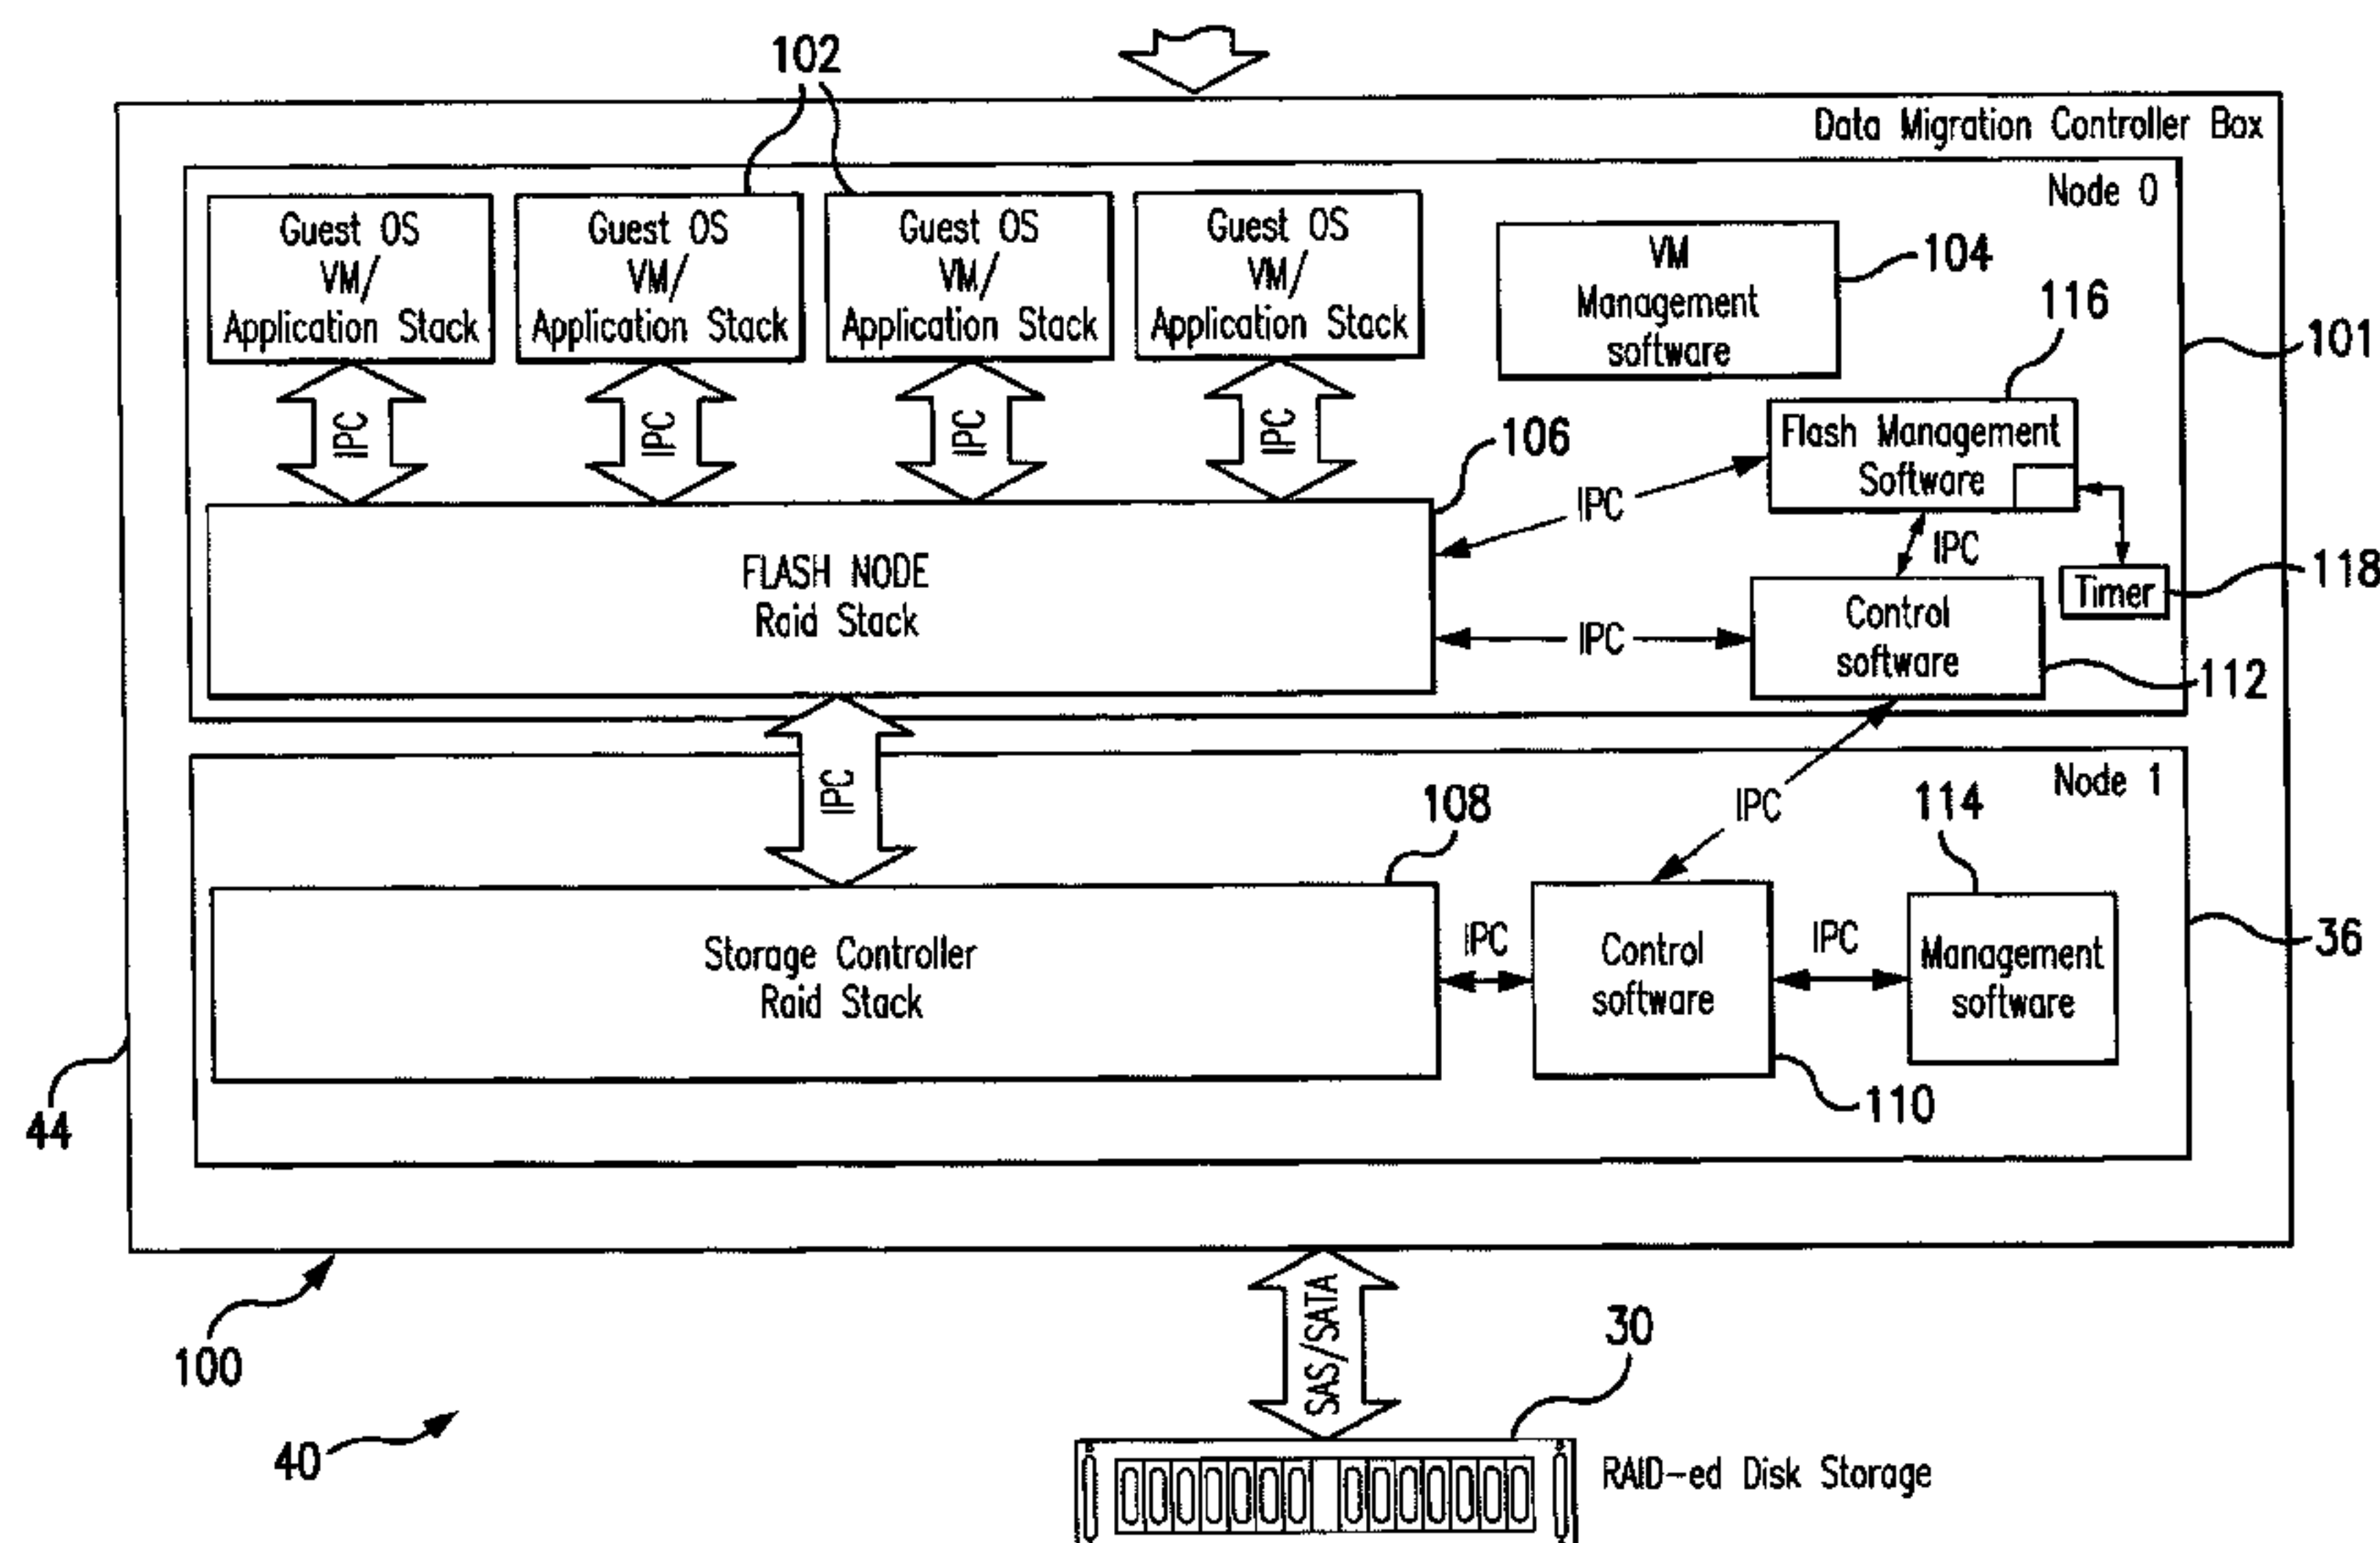 102
Data Migration Controller Box
Node 0
Guest OS
VM/
Application Stack
Guest OS
VM/
Application Stack
Guest OS
VM/
Application Stack
Guest OS
VM/
Application Stack
VM
Management
software
104
116
101
IPC
IPC
IPC
IPC
106
Flash Management
Software
IPC
IPC
FLASH NODE
Raid Stack
118
Timer
IPC
Control
software
112
Node 1
IPC
IPC
108
114
Storage Controller
Raid Stack
IPC
Control
software
IPC
Management
software
36
110
44
100
SAS/SATA
30
40
RAID-ed Disk Storage